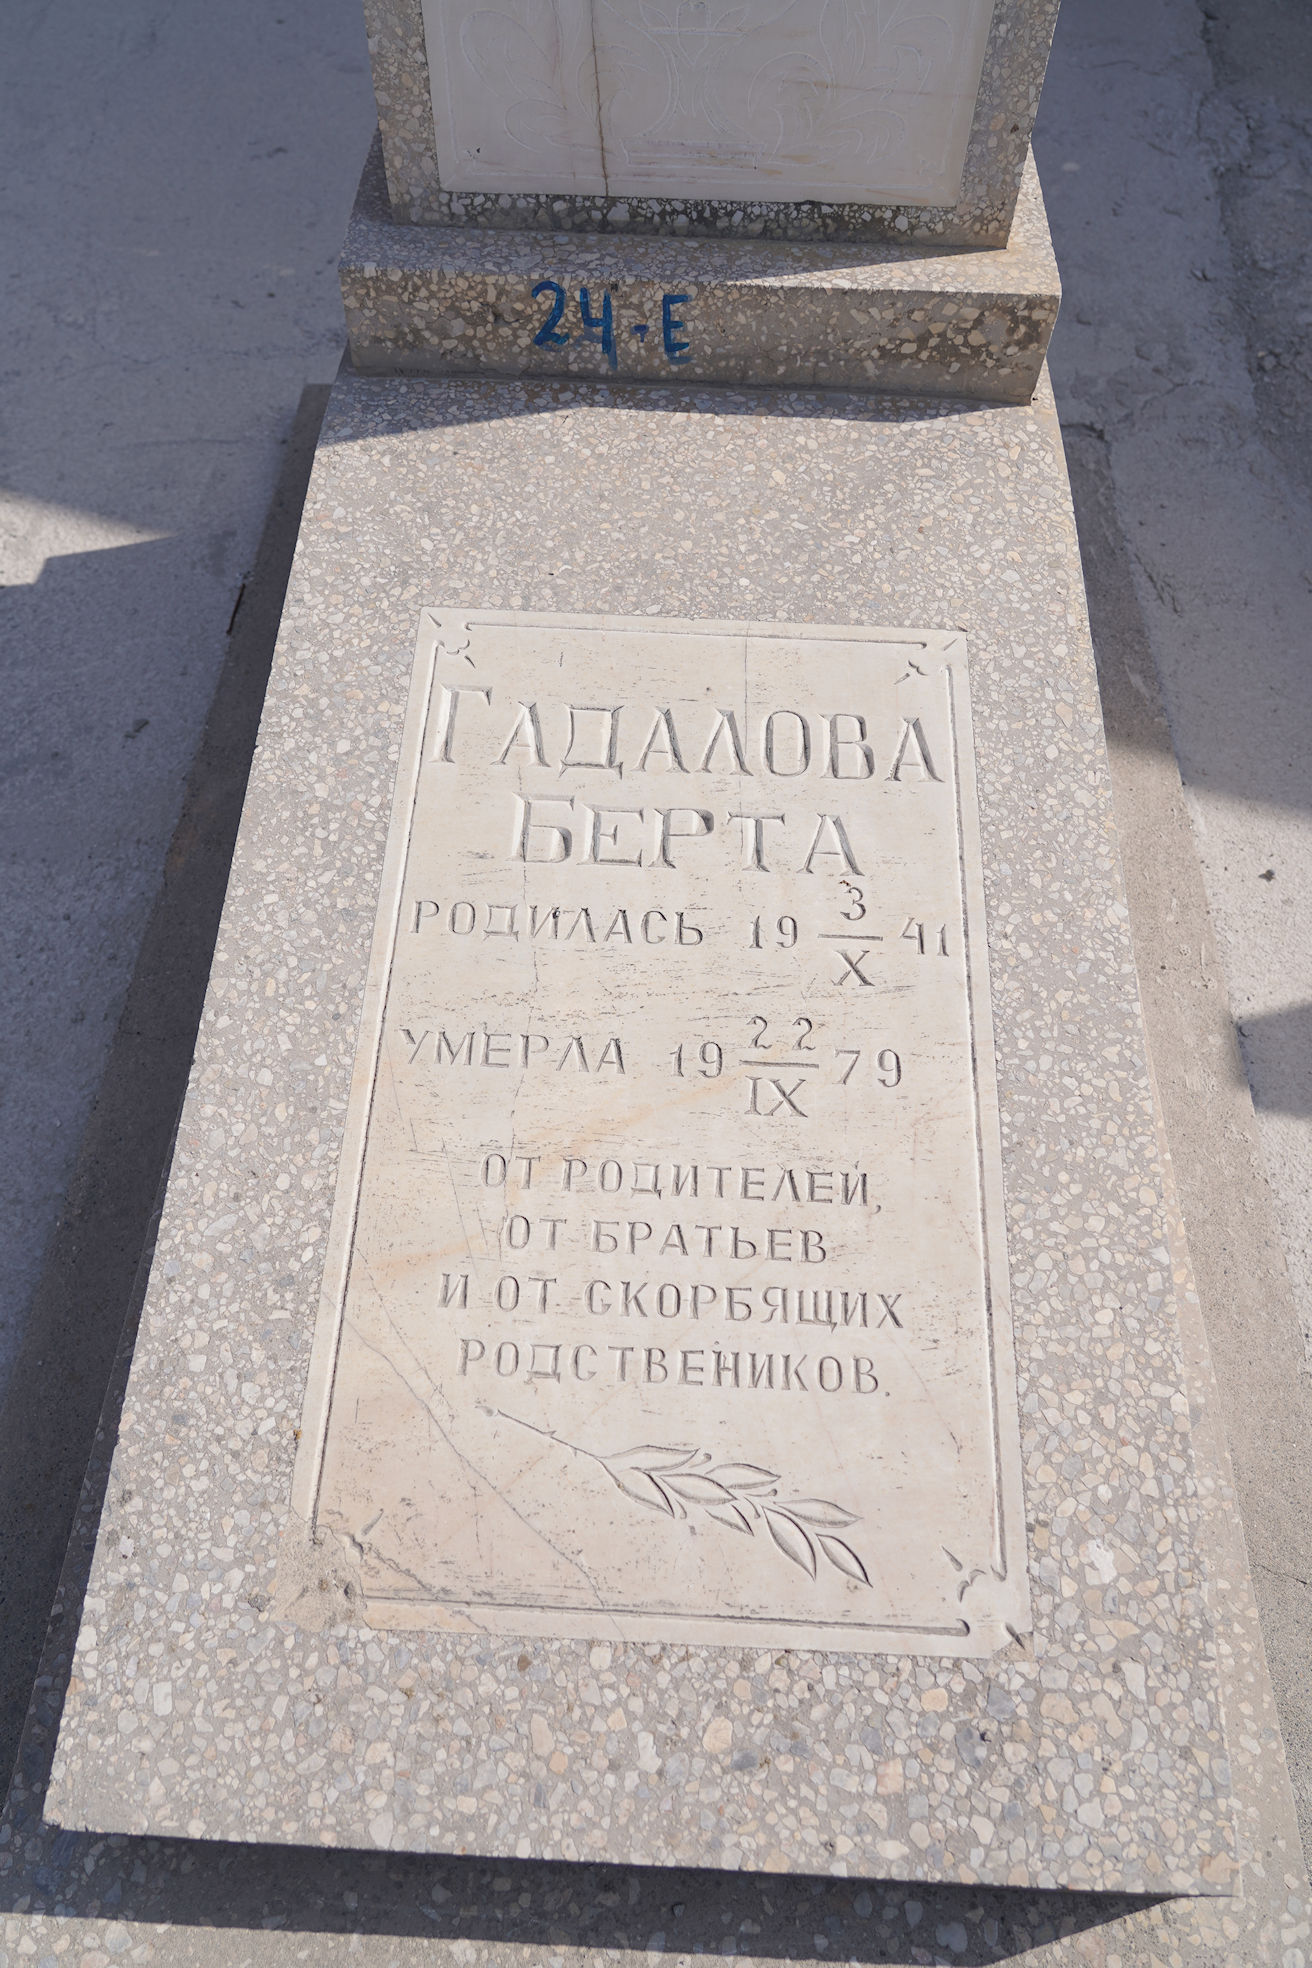 24-E
ГАДАЛОВА
БЕРТА
РОДИЛАСЬ 19 3/X 41
УМЕРЛА 19 22/IX 79
ОТ РОДИТЕЛЕЙ,
ОТ БРАТЬЕВ
И ОТ СКОРБЯЩИХ
РОДСТВЕНИКОВ.